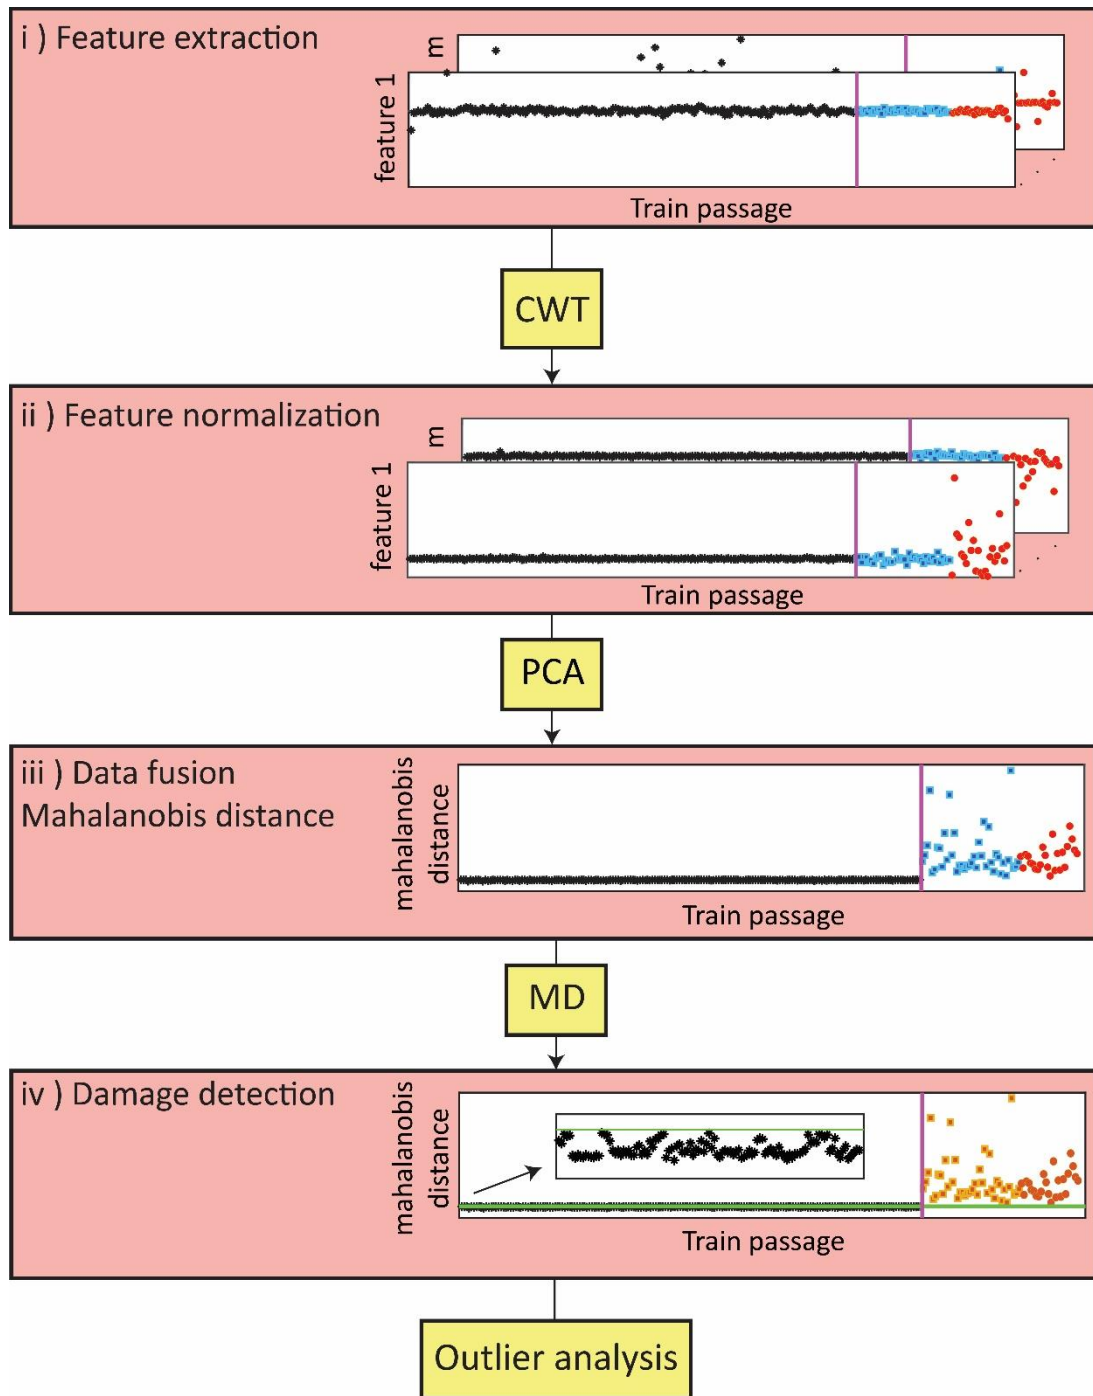 i ) Feature extraction
m
feature 1
Train passage
CWT
ii ) Feature normalization
m
feature 1
Train passage
PCA
iii ) Data fusion
Mahalanobis distance
mahalanobis
distance
Train passage
MD
iv ) Damage detection
mahalanobis
distance
Train passage
Outlier analysis